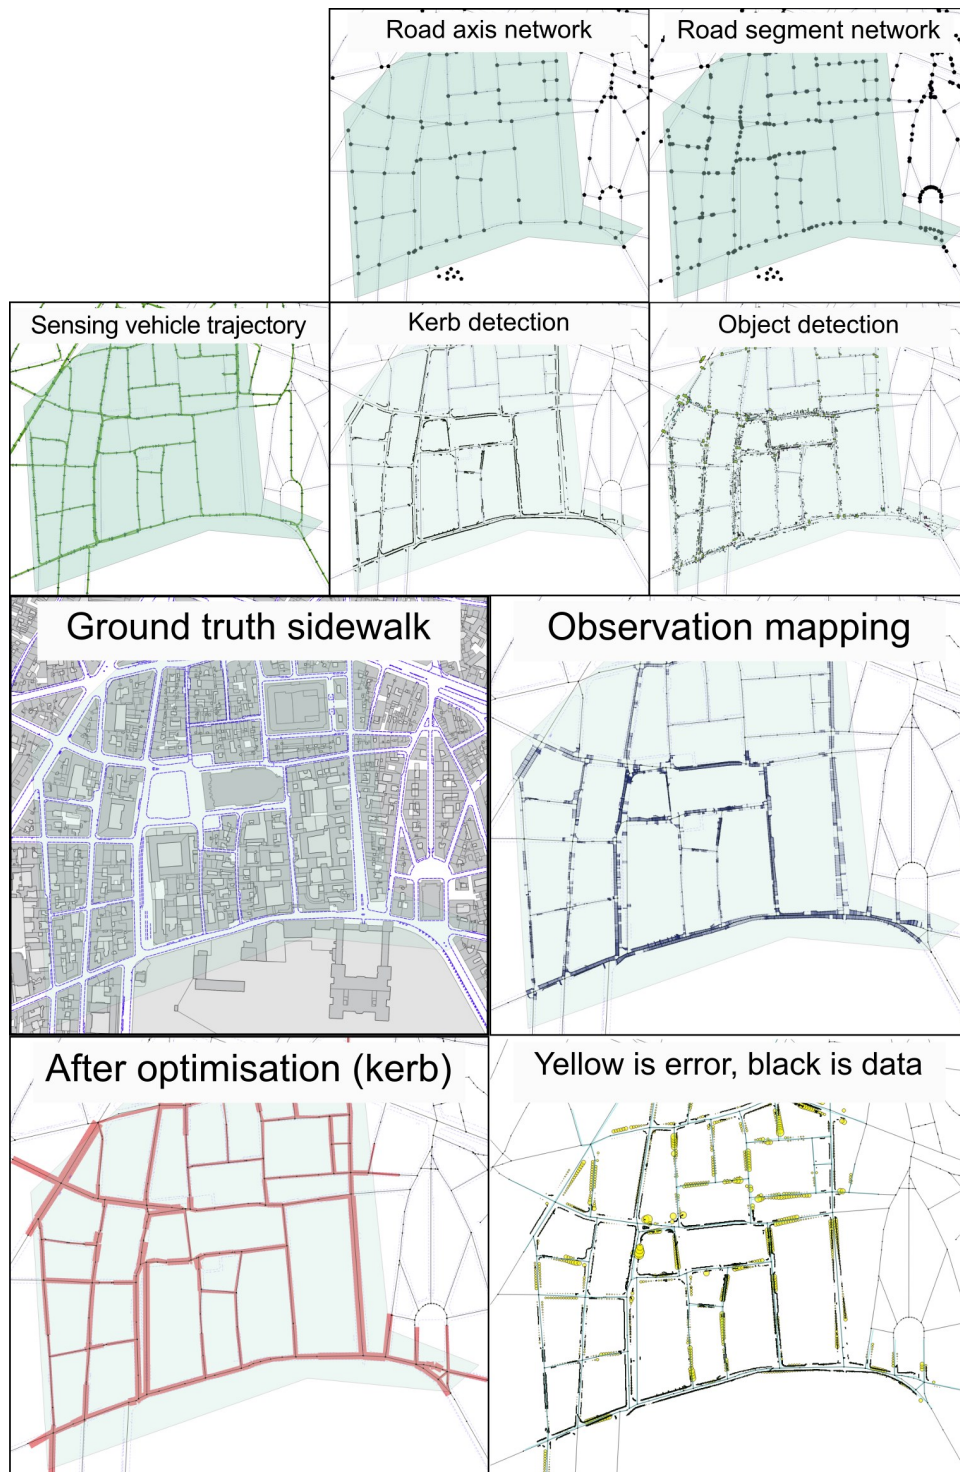 Road axis network
Road segment network
Sensing vehicle trajectory
Kerb detection
Object detection
Ground truth sidewalk
Observation mapping
After optimisation (kerb)
Yellow is error, black is data